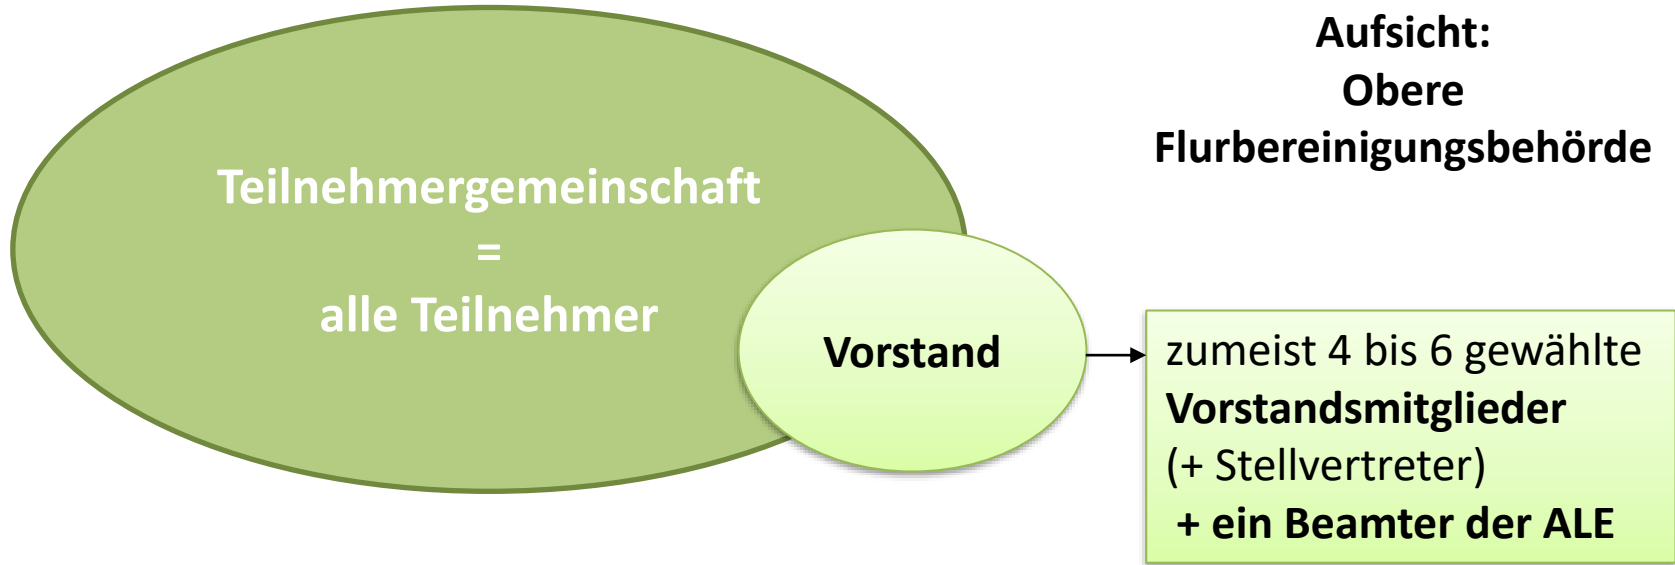 Aufsicht:
Obere
Flurbereinigungsbehörde
Teilnehmergemeinschaft
=
alle Teilnehmer
Vorstand
zumeist 4 bis 6 gewählte
Vorstandsmitglieder
(+ Stellvertreter)
+ ein Beamter der ALE